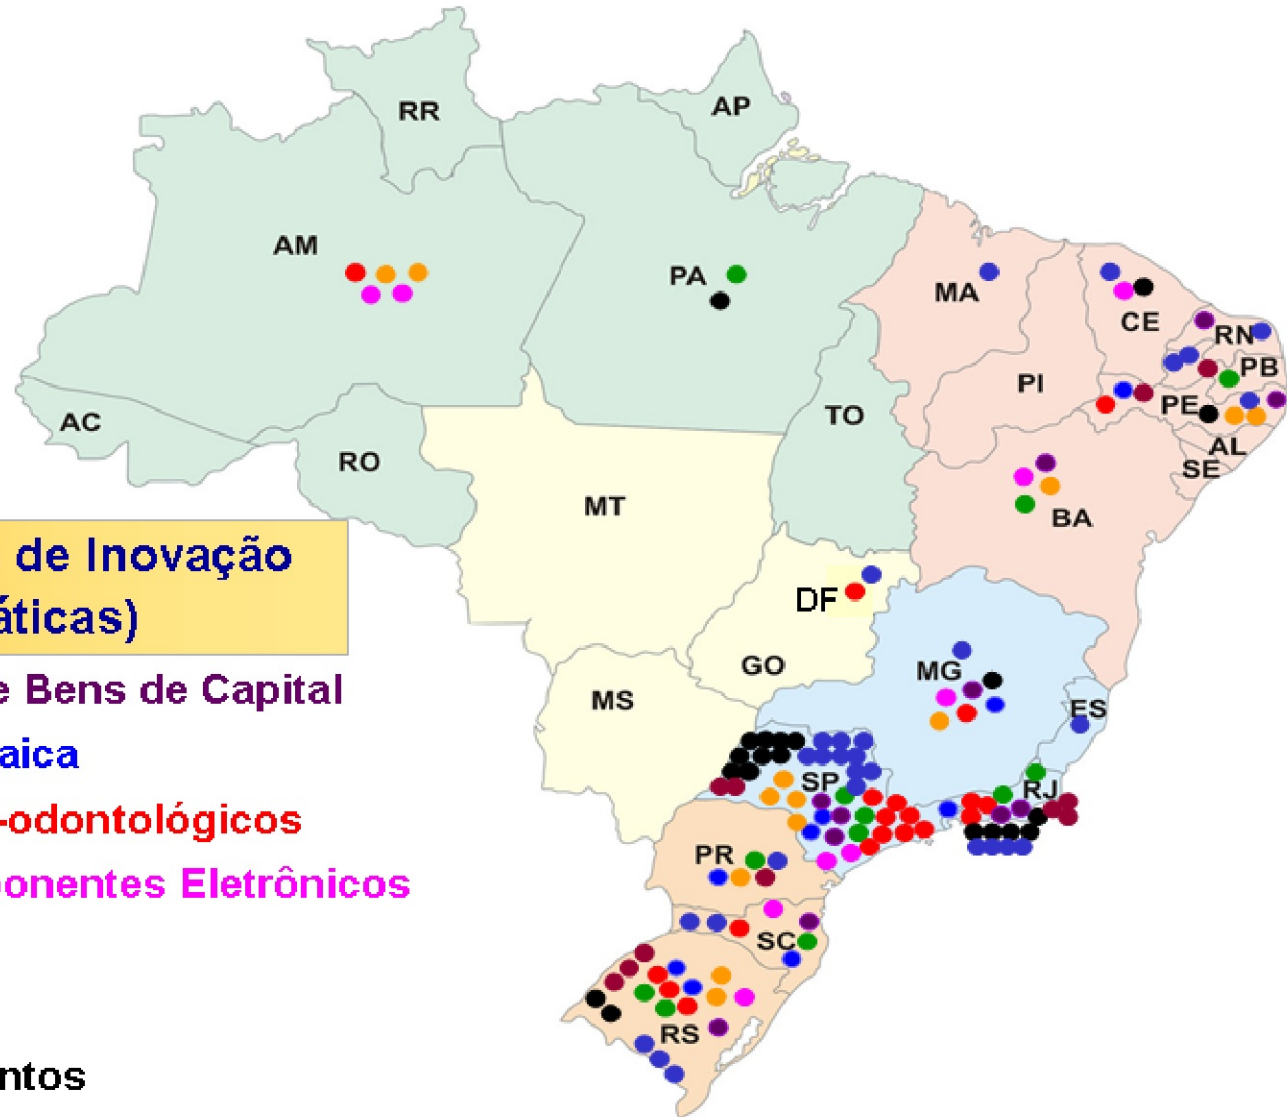 RR
AP
AM
PA
MA
CE
RN
PB
PI
PE
TO
AC
AL
RO
SE
MT
BA
de Inovação
áticas)
DF
GO
MG
e Bens de Capital
MS
ES
aica
SP
RJ
-odontológicos
PR
onentes Eletrônicos
SC
RS
ntos